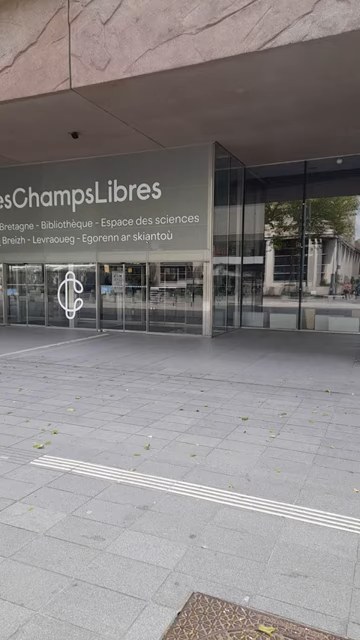 esChampsLibres
Bretagne - Bibliothèque - Espace des sciences
Breizh - Levraoueg - Egorenn ar skiantoù